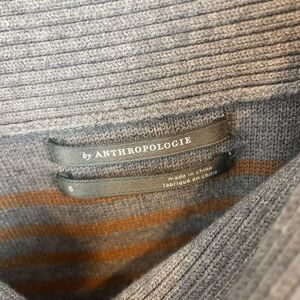 by ANTHROPOLOGIE
made in china
fabriqué en chine